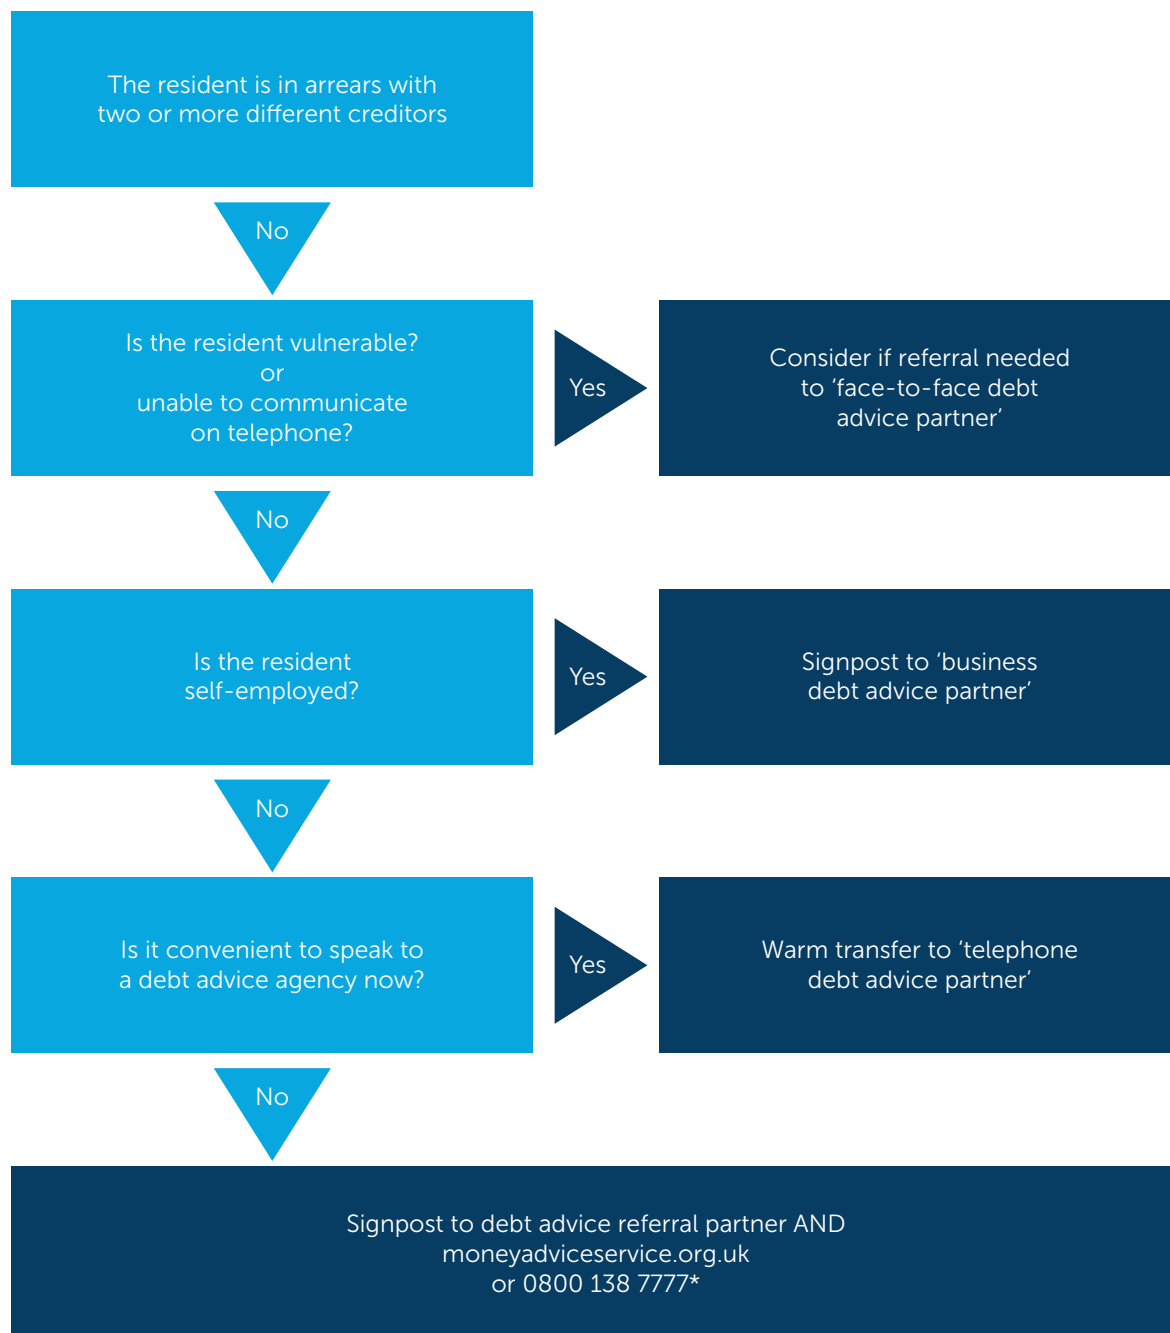 The resident is in arrears with
two or more different creditors
No
Is the resident vulnerable?
or
unable to communicate
on telephone?
Yes
Consider if referral needed
to ‘face-to-face debt
advice partner’
No
Is the resident
self-employed?
Yes
Signpost to ‘business
debt advice partner’
No
Is it convenient to speak to
a debt advice agency now?
Yes
Warm transfer to ‘telephone
debt advice partner’
No
Signpost to debt advice referral partner AND
moneyadviceservice.org.uk
or 0800 138 7777*